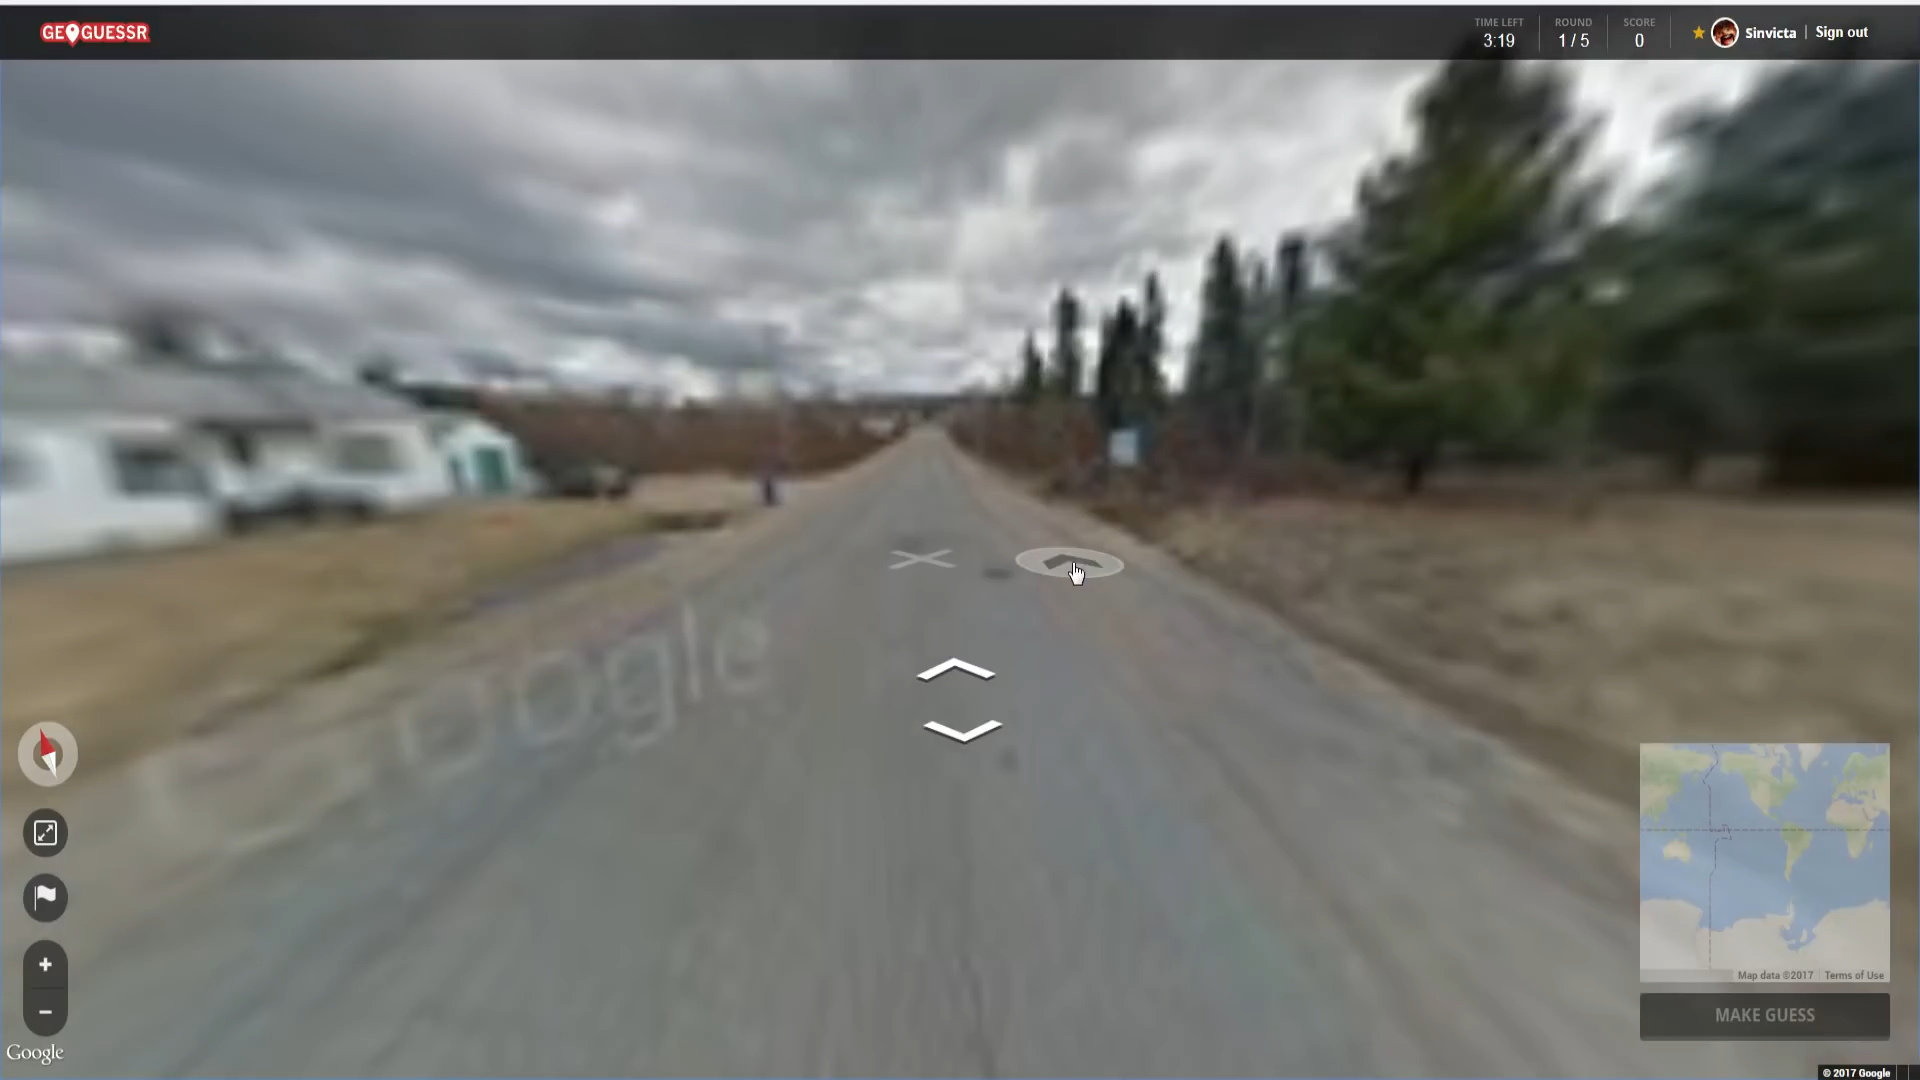 GEOGUESSR
TIME LEFT
3:19
ROUND
1 / 5
SCORE
0
Sinvicta | Sign out
Google
Map data ©2017 Terms of Use
MAKE GUESS
Google
© 2017 Google